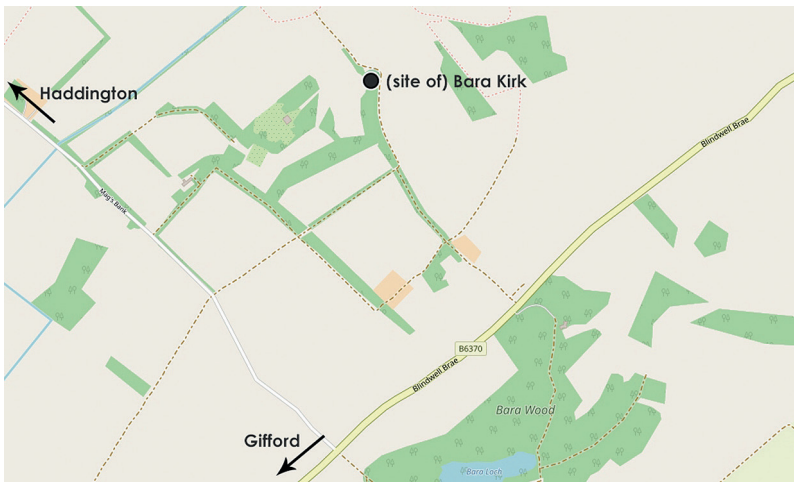 (site of) Bara Kirk
Haddington
Blindwell Brae
Mag's Bank
B6370
Blindwell Brae
Bara Wood
Gifford
Bara Loch